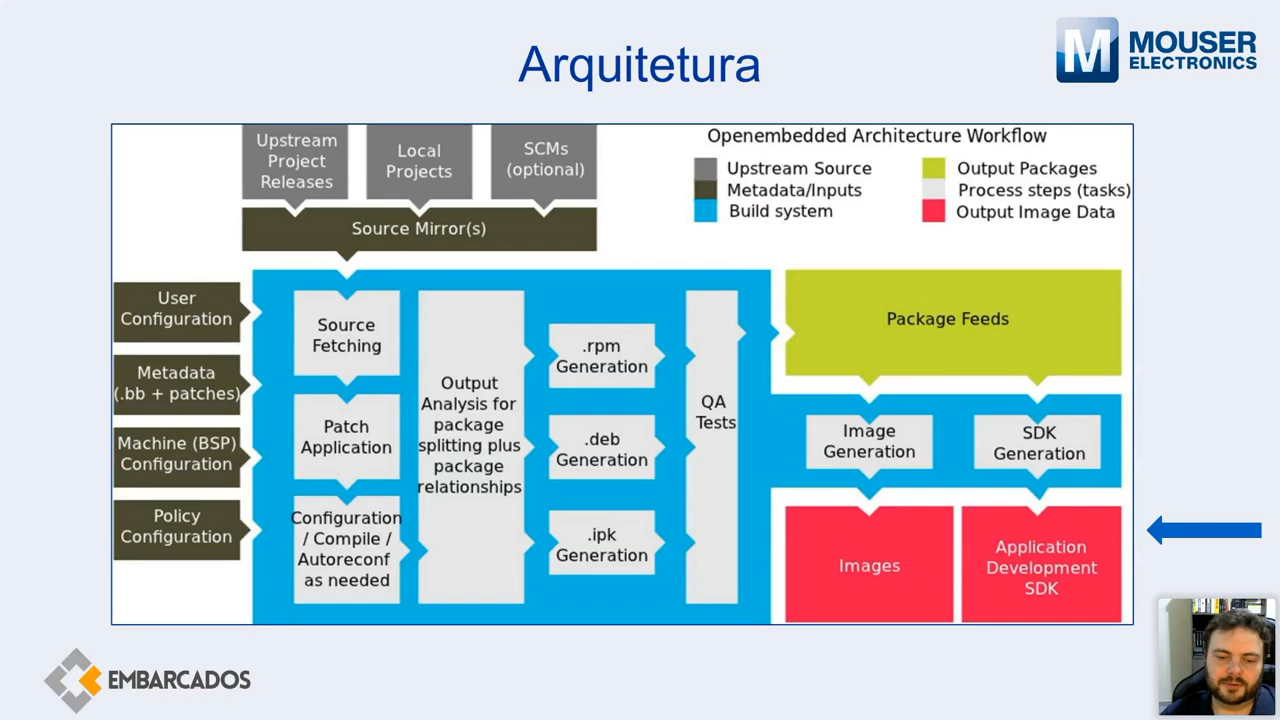 Arquitetura
M
MOUSER
ELECTRONICS
Upstream
Project
Releases
Local
Projects
SCMs
(optional)
Openembedded Architecture Workflow
Upstream Source
Metadata/Inputs
Build system
Output Packages
Process steps (tasks)
Output Image Data
Source Mirror(s)
User
Configuration
Metadata
(.bb + patches)
Machine (BSP)
Configuration
Policy
Configuration
Source
Fetching
Patch
Application
Configuration
/ Compile /
Autoreconf
as needed
Output
Analysis for
package
splitting plus
package
relationships
.rpm
Generation
.deb
Generation
.ipk
Generation
QA
Tests
Package Feeds
Image
Generation
SDK
Generation
Images
Application
Development
SDK
EMBARCADOS